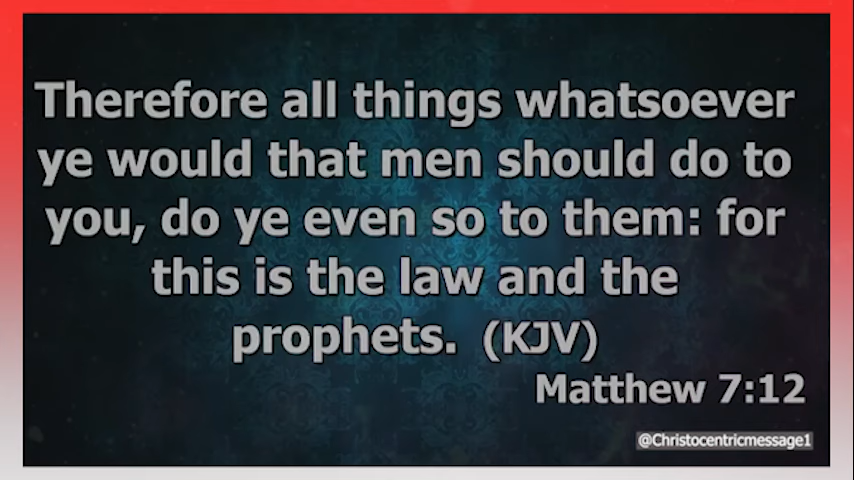 Therefore all things whatsoever
ye would that men should do to
you, do ye even so to them: for
this is the law and the
prophets. (KJV)
Matthew 7:12
@Christocentricmessage1